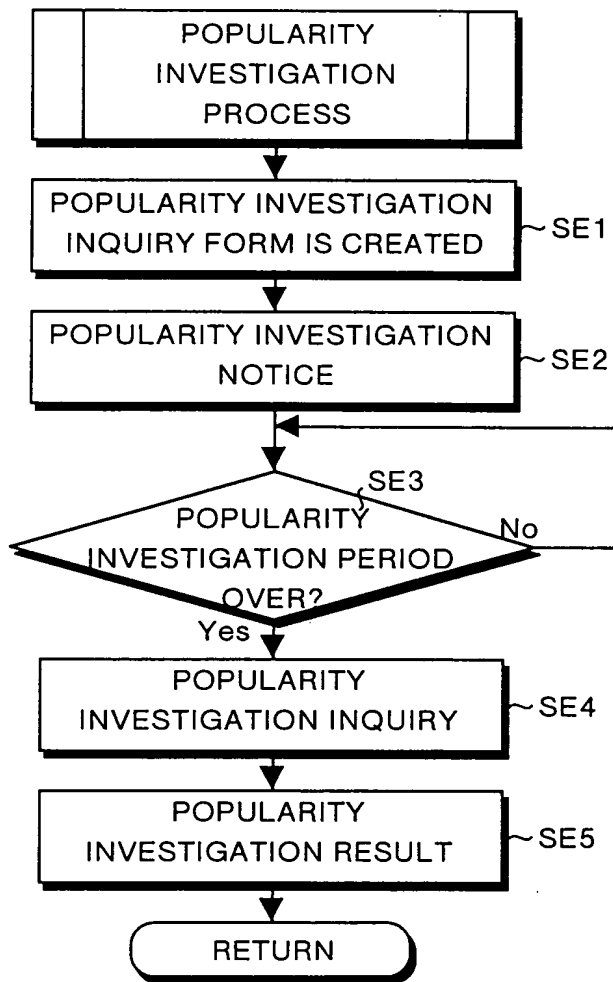 POPULARITY
INVESTIGATION
PROCESS
POPULARITY INVESTIGATION
INQUIRY FORM IS CREATED
SE1
POPULARITY INVESTIGATION
NOTICE
SE2
SE3
POPULARITY
INVESTIGATION PERIOD
OVER?
No
Yes
POPULARITY
INVESTIGATION INQUIRY
SE4
POPULARITY
INVESTIGATION RESULT
SE5
RETURN